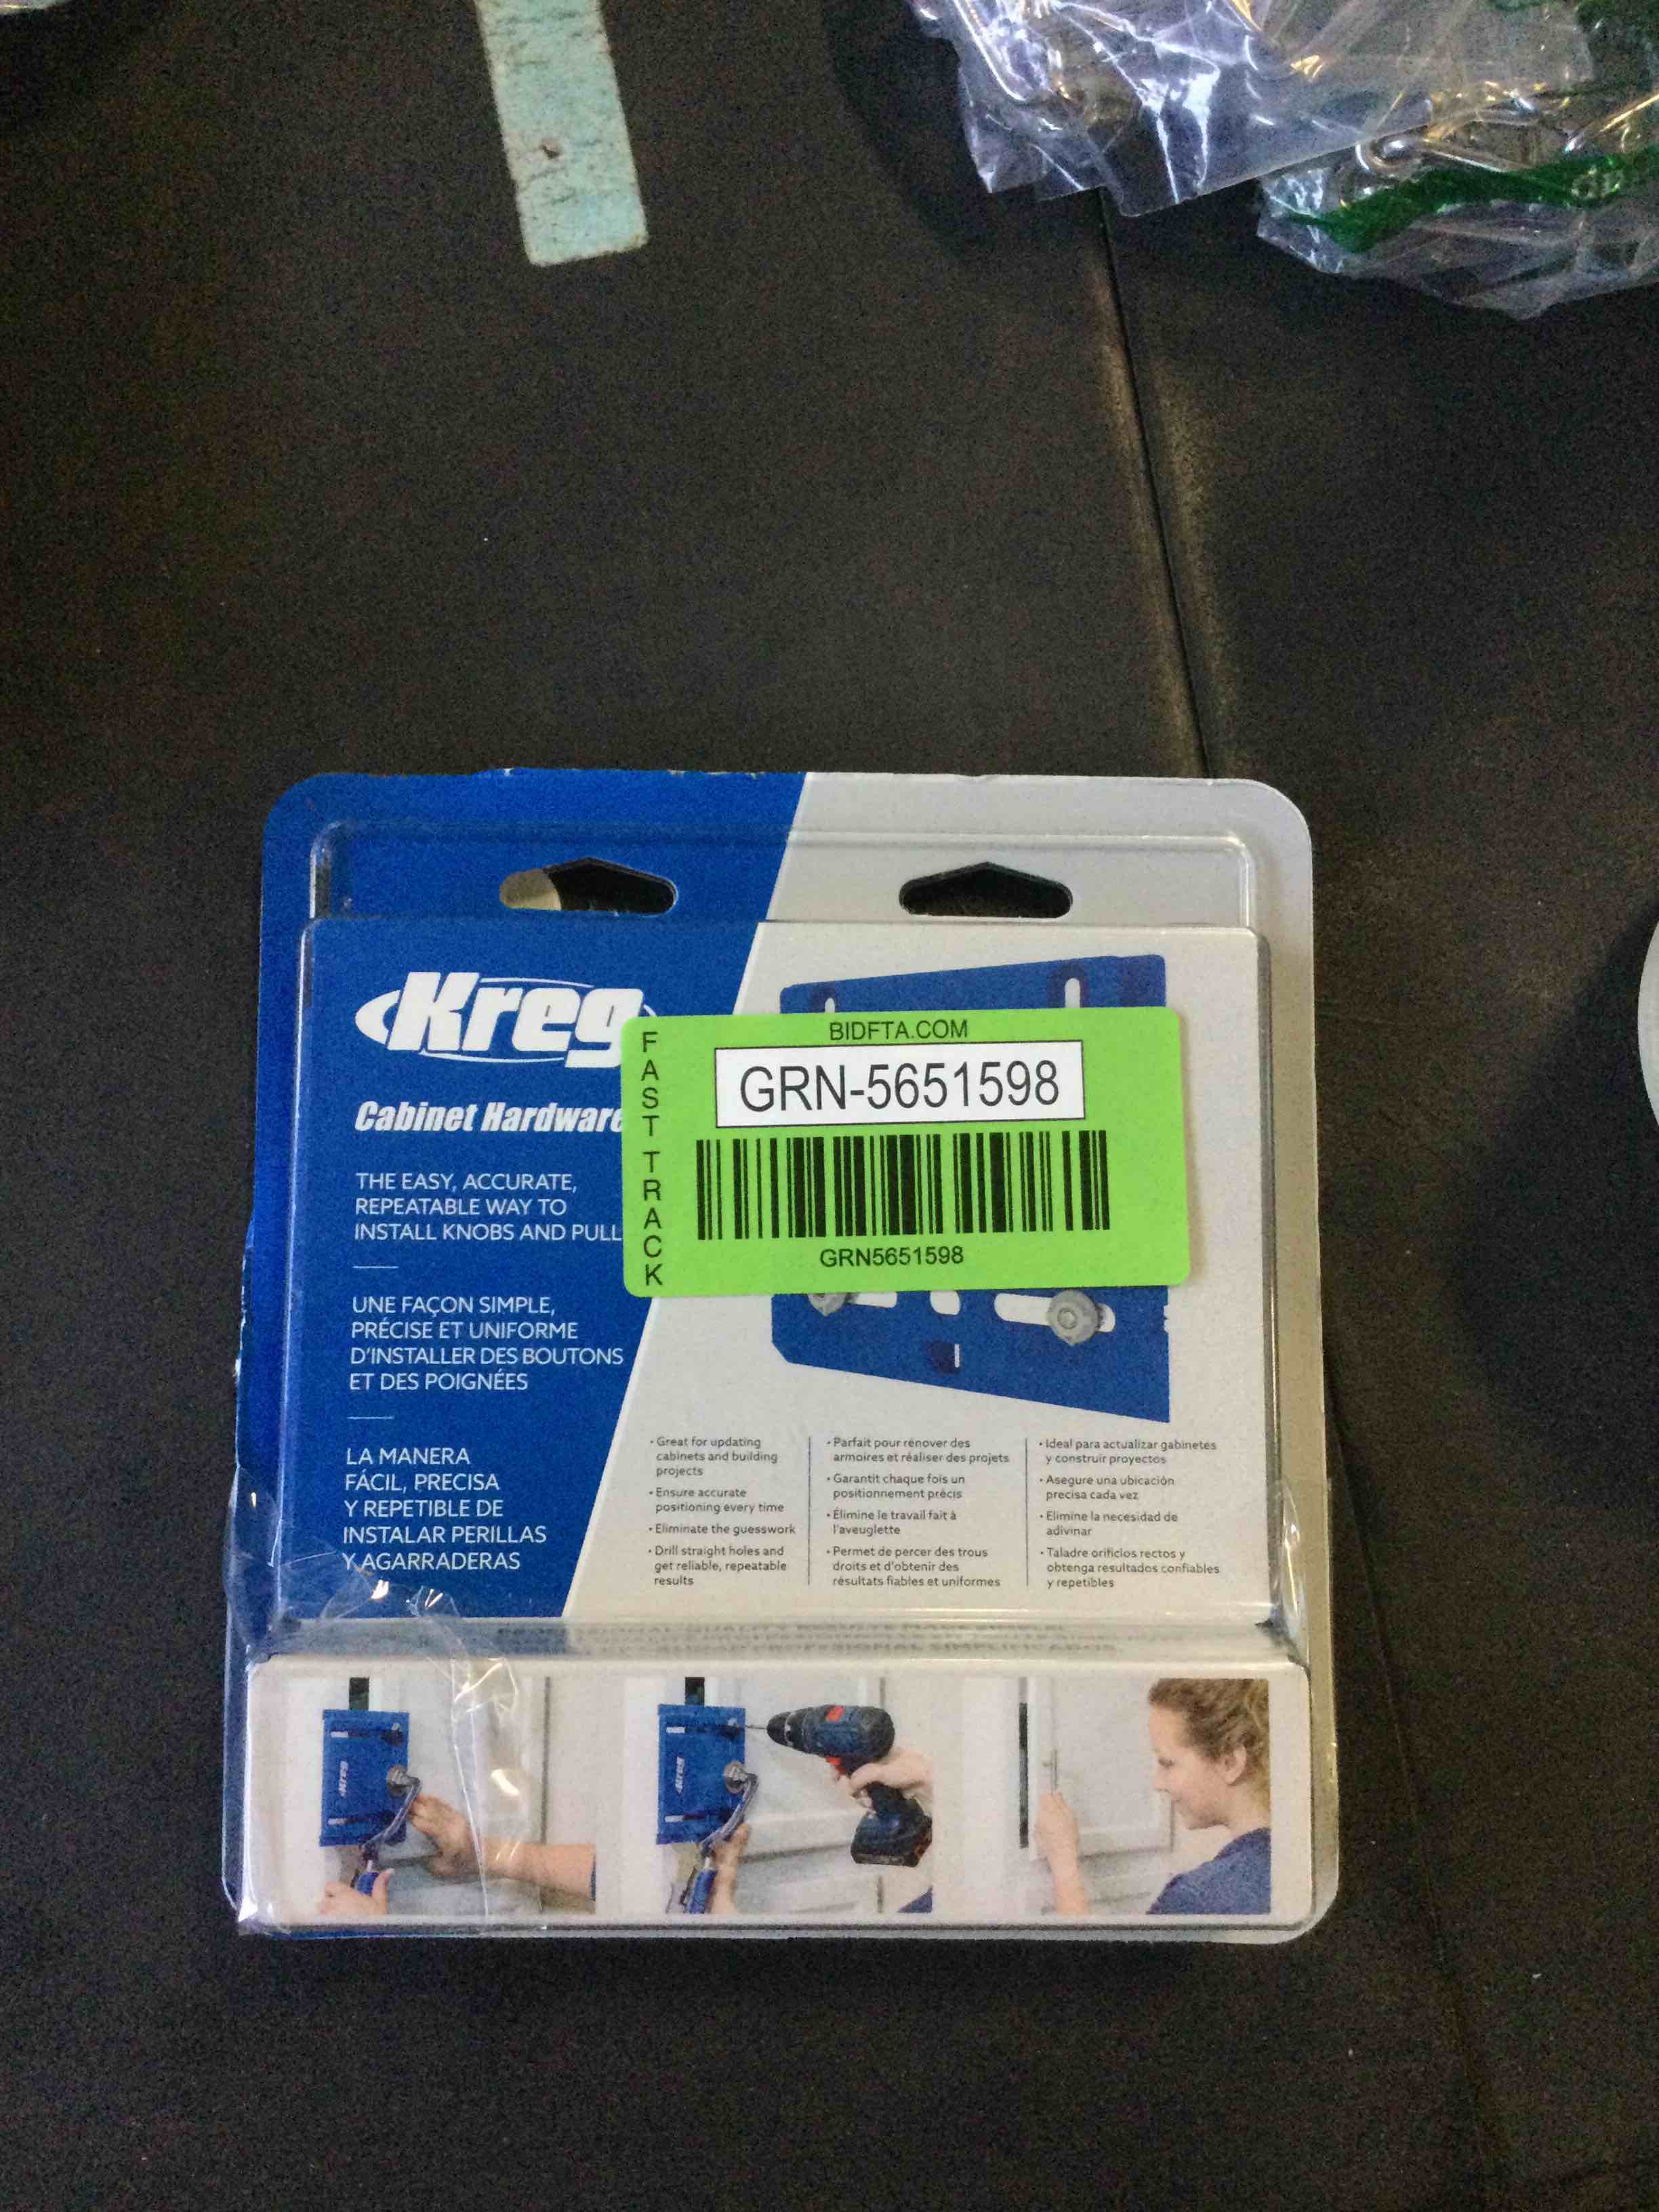 Kreg
Cabinet Hardware
THE EASY, ACCURATE,
REPEATABLE WAY TO
INSTALL KNOBS AND PULL
UNE FAÇON SIMPLE,
PRÉCISE ET UNIFORME
D'INSTALLER DES BOUTONS
ET DES POIGNÉES
LA MANERA
FÁCIL, PRECISA
Y REPETIBLE DE
INSTALAR PERILLAS
Y AGARRADERAS
FAST TRACK
BIDFTA.COM
GRN-5651598
GRN5651598
• Great for updating
cabinets and building
projects
• Ensure accurate
positioning every time
• Eliminate the guesswork
• Drill straight holes and
get reliable, repeatable
results
• Parfait pour rénover des
armoires et réaliser des projets
• Garantit chaque fois un
positionnement précis
• Élimine le travail fait à
l'aveuglette
• Permet de percer des trous
droits et d'obtenir des
résultats fiables et uniformes
• Ideal para actualizar gabinetes
y construir proyectos
• Asegure una ubicación
precisa cada vez
• Elimine la necesidad de
adivinar
• Taladre orificios rectos y
obtenga resultados confiables
y repetibles
Kreg
Kreg